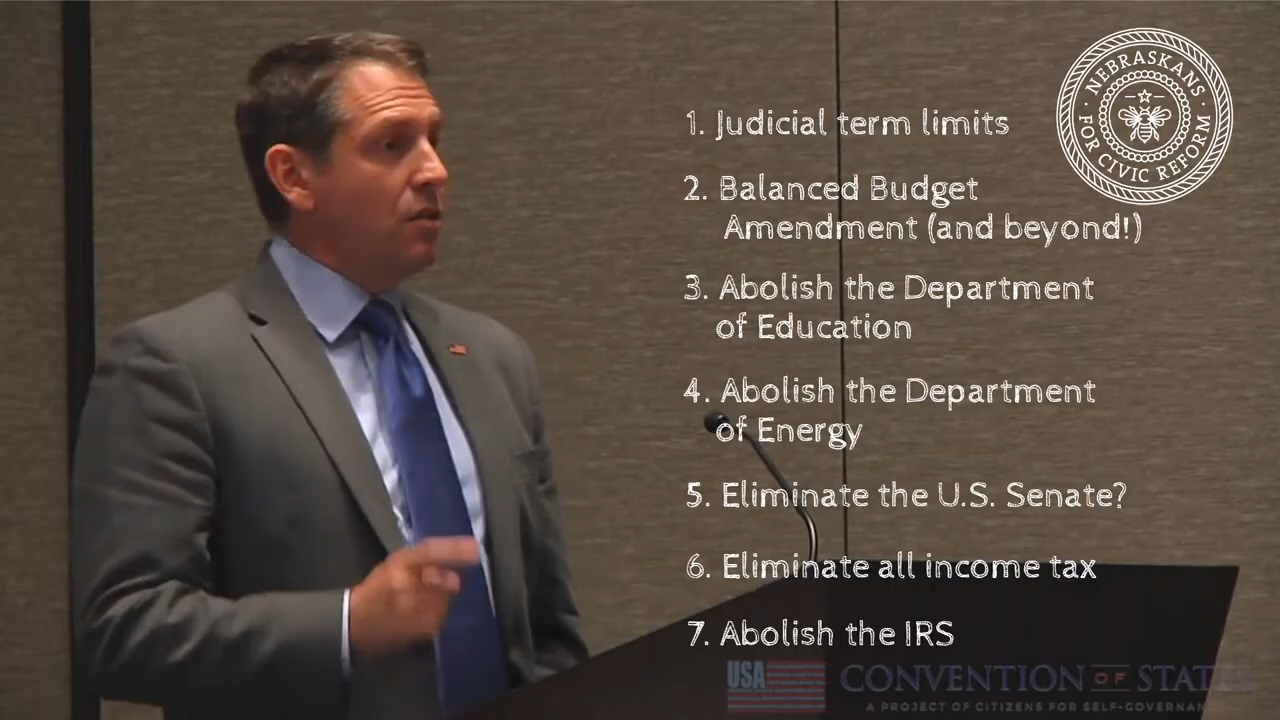 NEBRASKANS
FOR CIVIC REFORM
1. Judicial term limits
2. Balanced Budget
Amendment (and beyond!)
3. Abolish the Department
of Education
4. Abolish the Department
of Energy
5. Eliminate the U.S. Senate?
6. Eliminate all income tax
7. Abolish the IRS
USA
CONVENTION OF STATES
A PROJECT OF CITIZENS FOR SELF-GOVERNAN